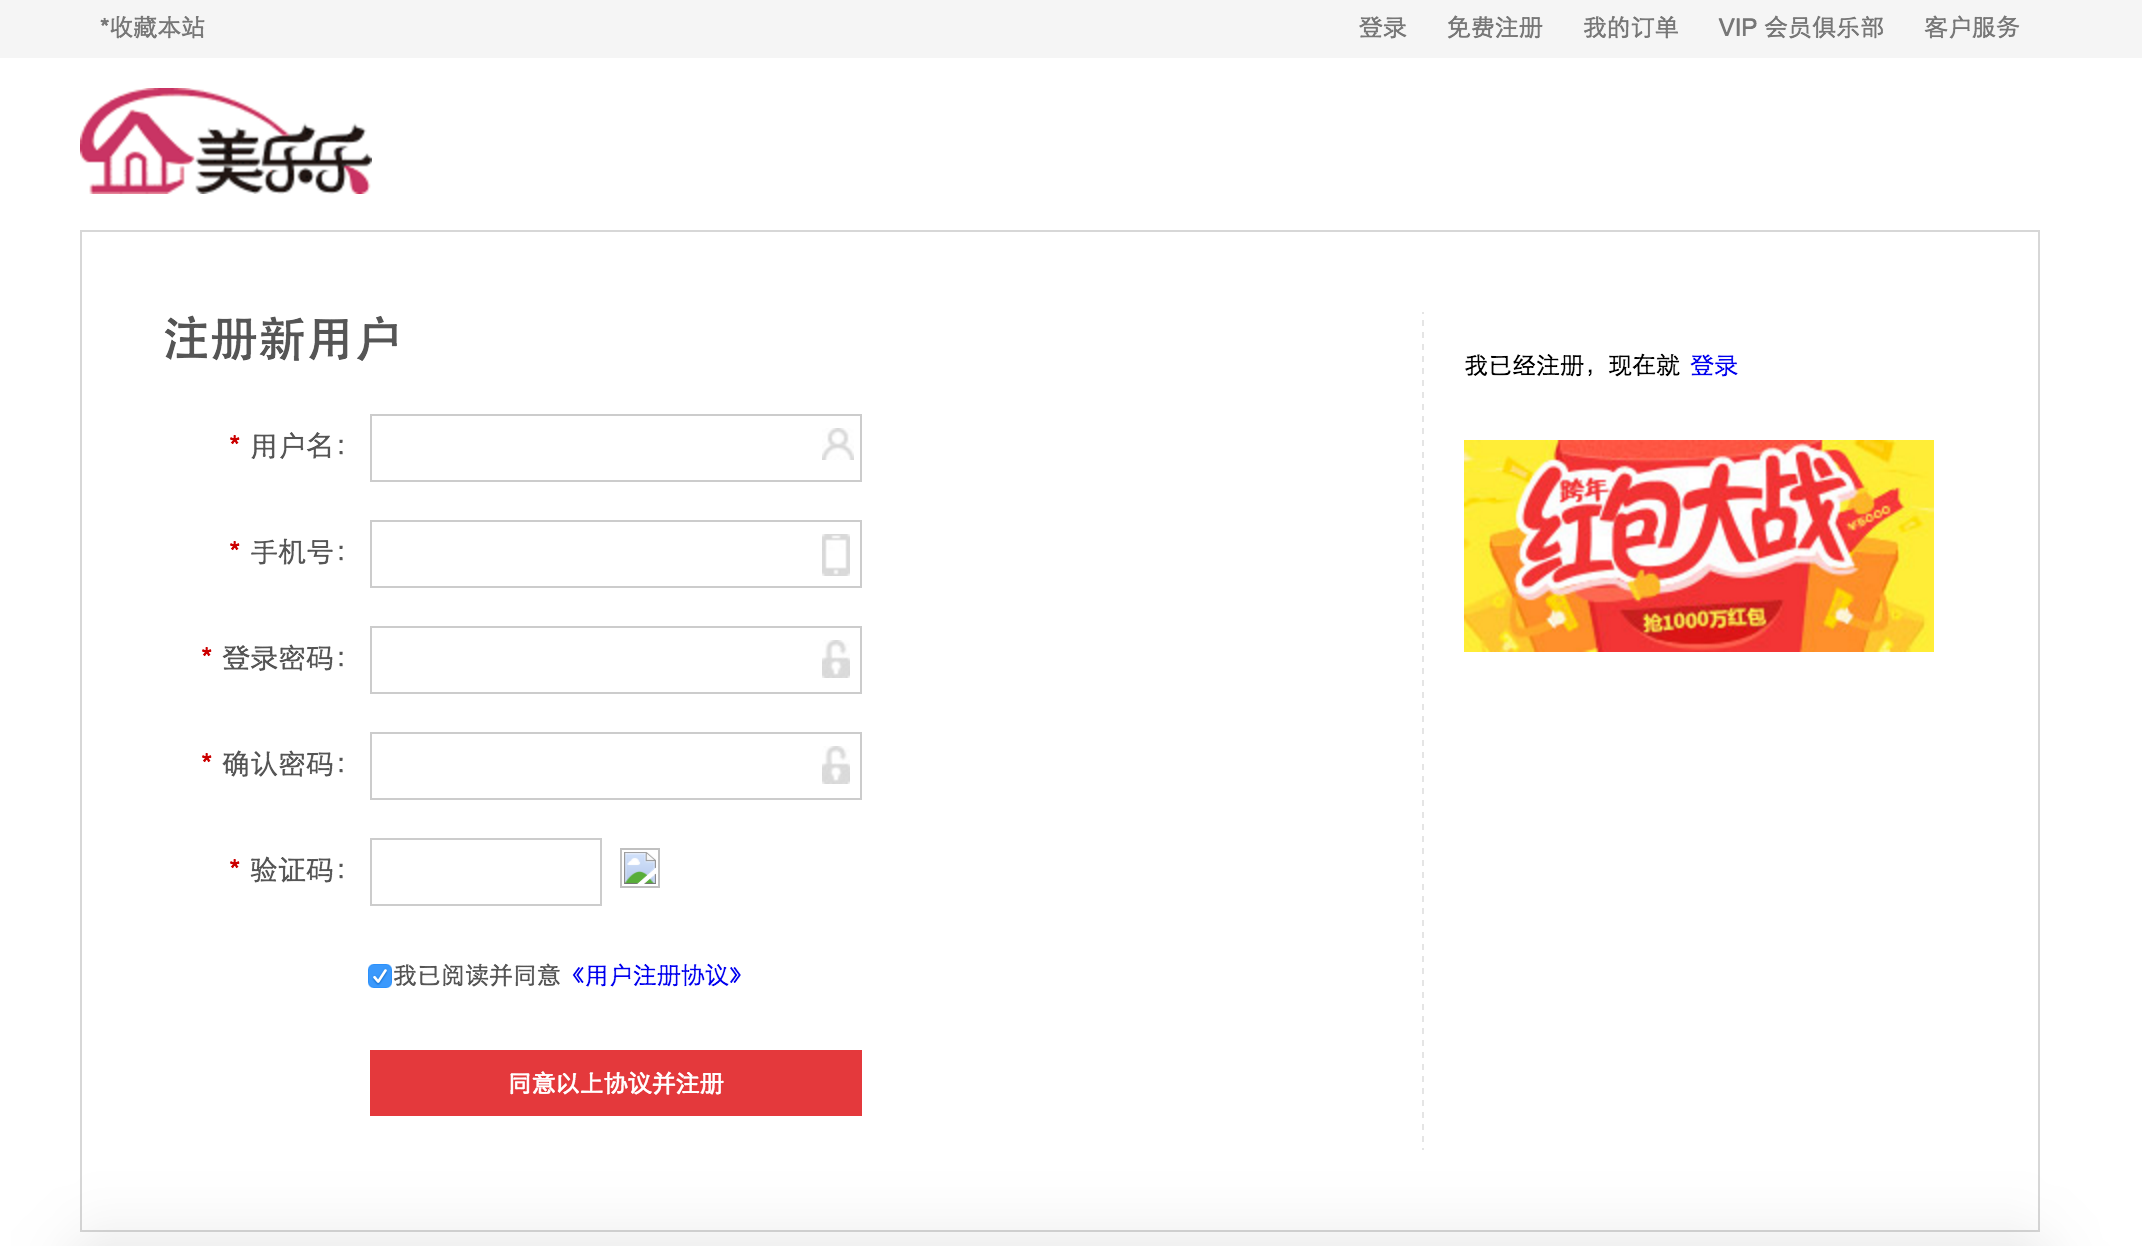 *收藏本站
登录 免费注册 我的订单 VIP 会员俱乐部 客户服务
美乐乐
注册新用户
* 用户名：
* 手机号：
* 登录密码：
* 确认密码：
* 验证码：
我已阅读并同意《用户注册协议》
同意以上协议并注册
我已经注册，现在就 登录
跨年
红包大战
¥5000
抢1000万红包